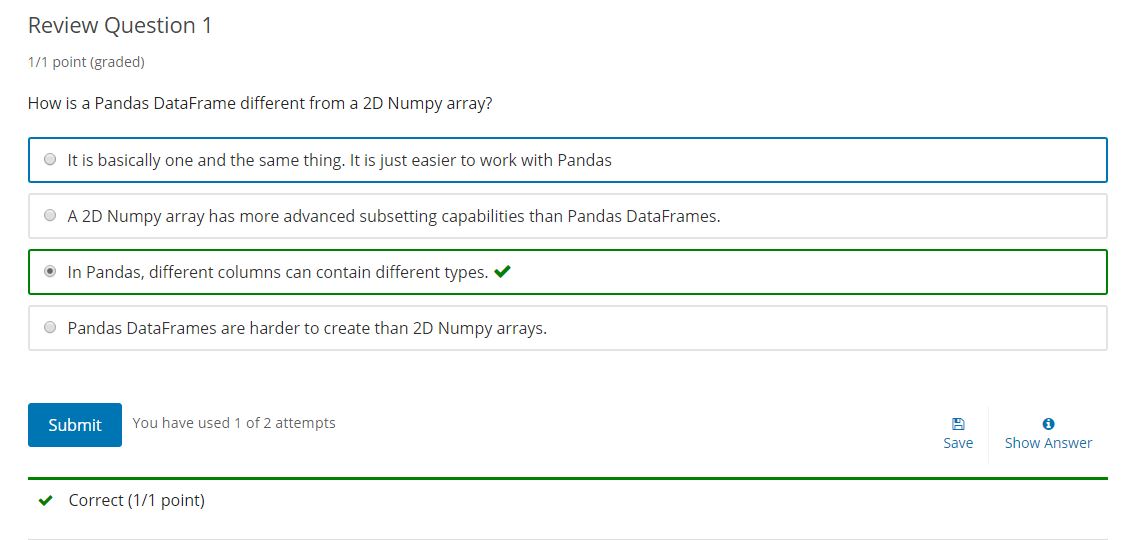 Review Question 1
1/1 point (graded)
How is a Pandas DataFrame different from a 2D Numpy array?
It is basically one and the same thing. It is just easier to work with Pandas
A 2D Numpy array has more advanced subsetting capabilities than Pandas DataFrames.
In Pandas, different columns can contain different types.
Pandas DataFrames are harder to create than 2D Numpy arrays.
Submit
You have used 1 of 2 attempts
Save
Show Answer
Correct (1/1 point)